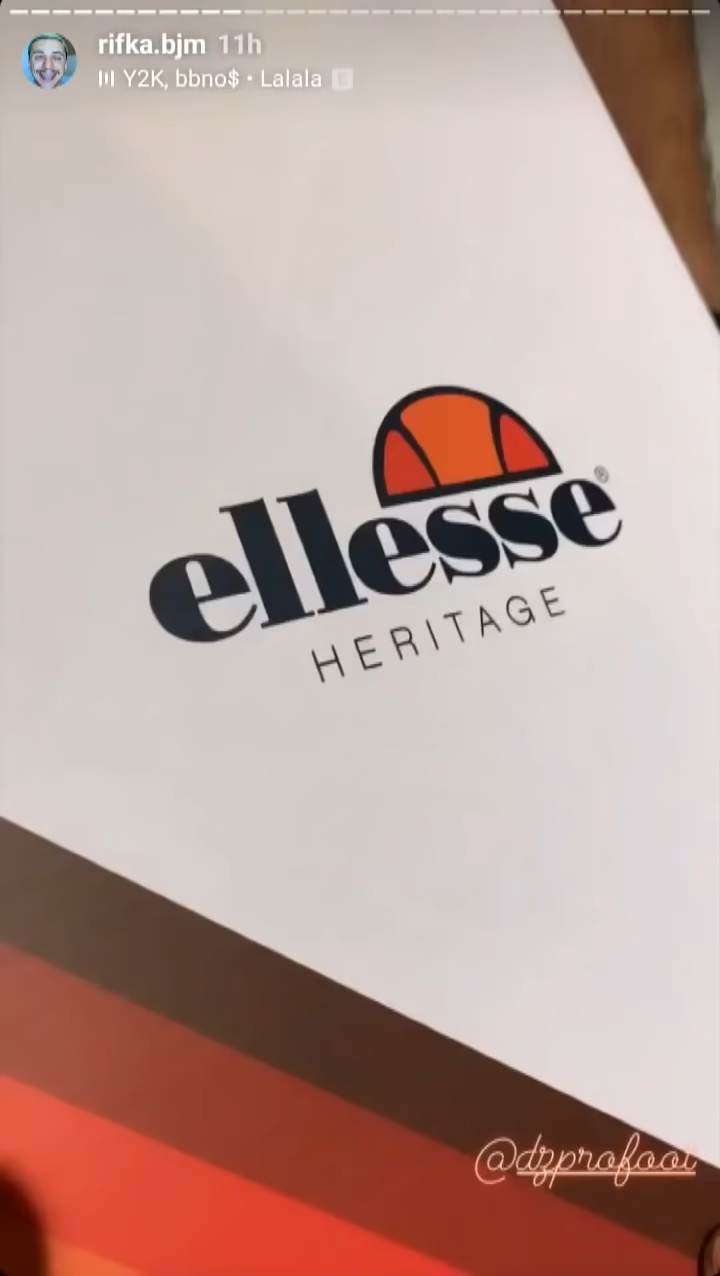 rifka.bjm 11h
Y2K, bbno$ • Lalala E
ellesse®
HERITAGE
@dzprofoot